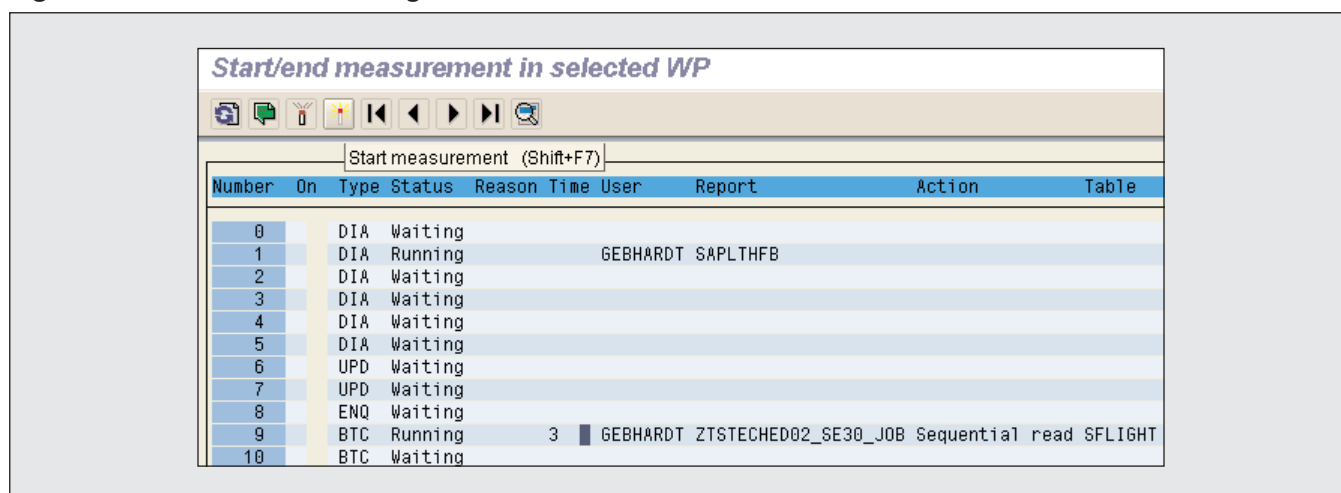 Start/end measurement in selected WP
Start measurement (Shift+F7)
Number On Type Status Reason Time User Report Action Table
0 DIA Waiting
1 DIA Running GEBHARDT SAPLTHFB
2 DIA Waiting
3 DIA Waiting
4 DIA Waiting
5 DIA Waiting
6 UPD Waiting
7 UPD Waiting
8 ENQ Waiting
9 BTC Running 3 GEBHARDT ZTSTECHED02_SE30_JOB Sequential read SFLIGHT
10 BTC Waiting